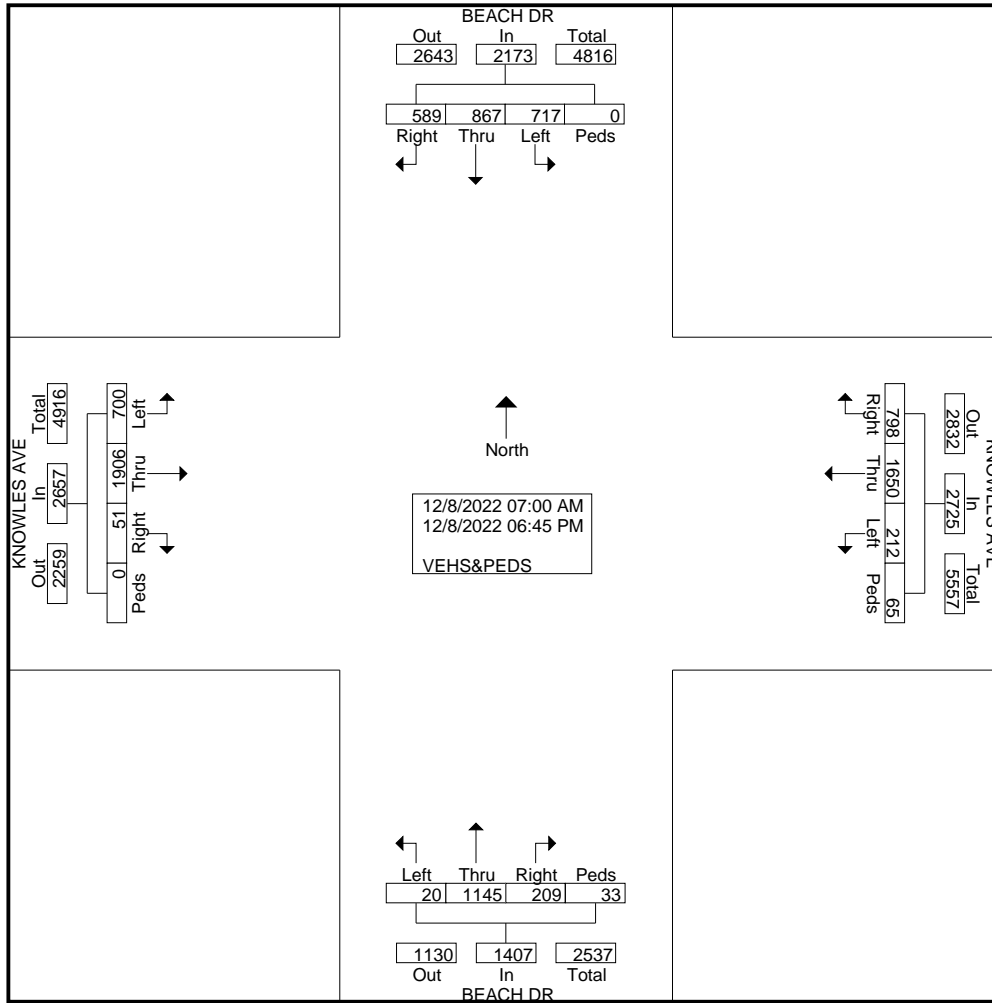 BEACH DR
Out In Total
2643 2173 4816
589 867 717 0
Right Thru Left Peds
KNOWLES AVE
Total In Out
4916 2657 2259
700 1906 51 0
Left Thru Right Peds
North
12/8/2022 07:00 AM
12/8/2022 06:45 PM
VEHS&PEDS
KNOWLES AVE
Out In Total
2832 2725 5557
798 1650 212 65
Right Thru Left Peds
Left Thru Right Peds
20 1145 209 33
1130 1407 2537
Out In Total
BEACH DR